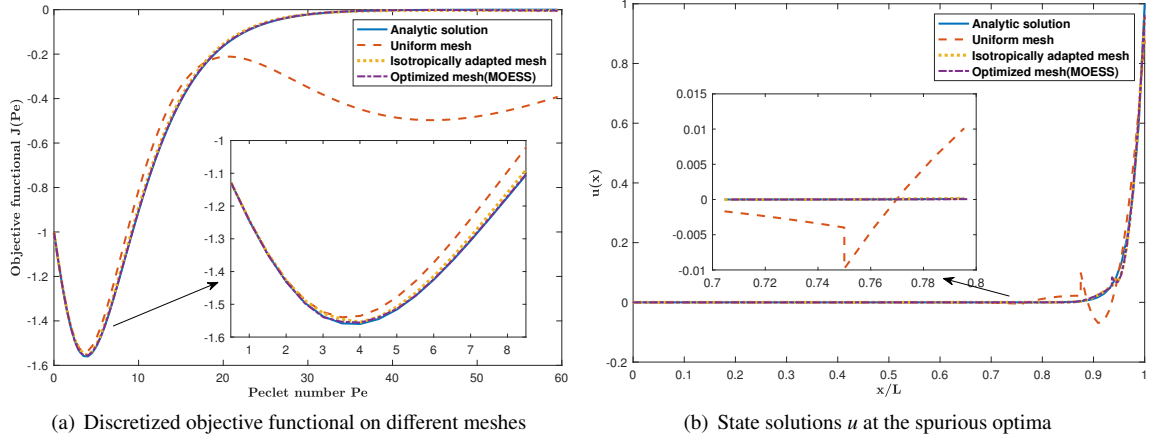 0
-0.2
-0.4
-0.6
-0.8
-1
-1.2
-1.4
-1.6
Objective functional J(Pe)
0 10 20 30 40 50 60
Peclet number Pe
Analytic solution
Uniform mesh
Isotropically adapted mesh
Optimized mesh(MOESS)
-1
-1.1
-1.2
-1.3
-1.4
-1.5
-1.6
1 2 3 4 5 6 7 8
(a) Discretized objective functional on different meshes
1
0.8
0.6
0.4
0.2
0
-0.2
u(x)
0 0.1 0.2 0.3 0.4 0.5 0.6 0.7 0.8 0.9 1
x/L
Analytic solution
Uniform mesh
Isotropically adapted mesh
Optimized mesh(MOESS)
0.015
0.01
0.005
0
-0.005
-0.01
0.7 0.72 0.74 0.76 0.78 0.8
(b) State solutions u at the spurious optima